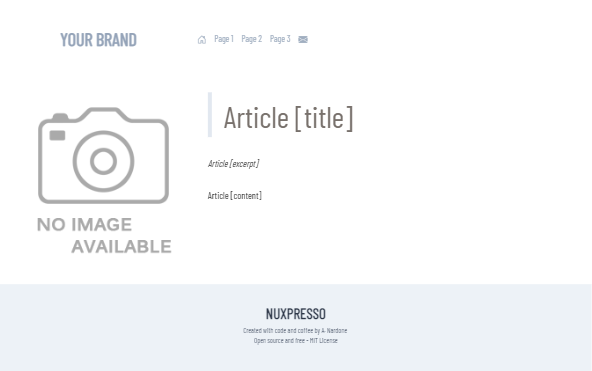 YOUR BRAND
Page 1 Page 2 Page 3
Article [title]
Article [excerpt]
Article [content]
NO IMAGE
AVAILABLE
NUXPRESSO
Created with code and coffee by A. Nardone
Open source and free - MIT License